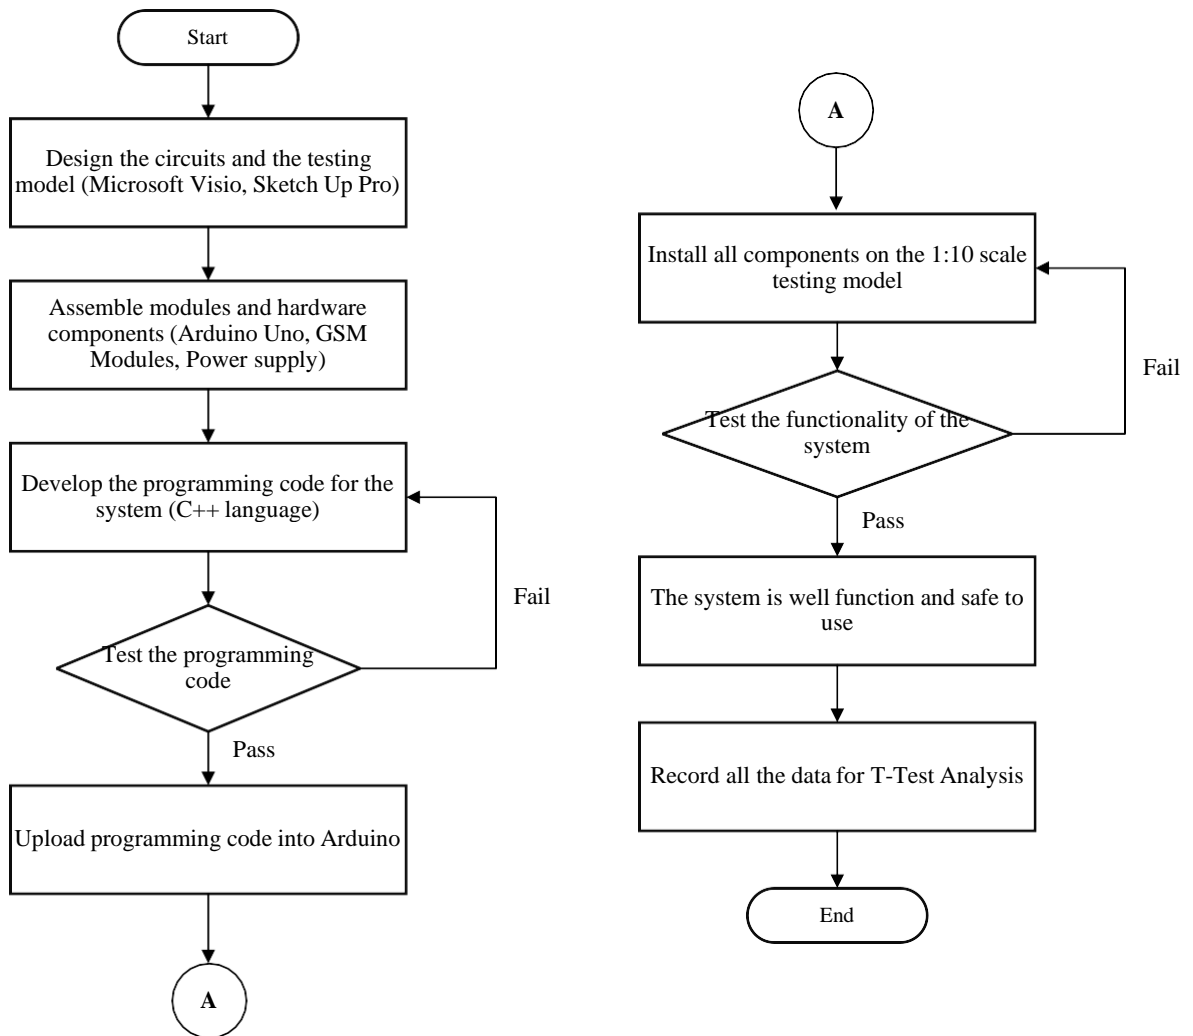 Start
Design the circuits and the testing
model (Microsoft Visio, Sketch Up Pro)
Assemble modules and hardware
components (Arduino Uno, GSM
Modules, Power supply)
Develop the programming code for the
system (C++ language)
Fail
Test the programming
code
Pass
Upload programming code into Arduino
A
A
Install all components on the 1:10 scale
testing model
Fail
Test the functionality of the
system
Pass
The system is well function and safe to
use
Record all the data for T-Test Analysis
End